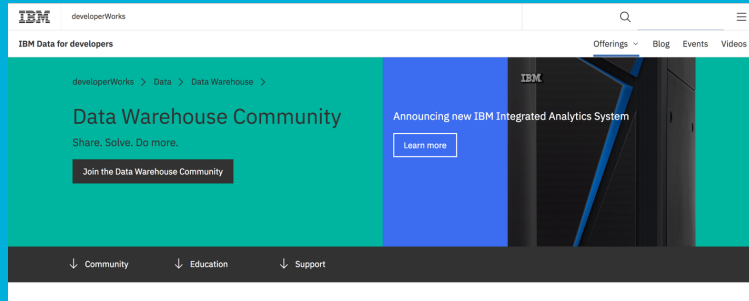 IBM developerWorks
IBM Data for developers
Offerings Blog Events Videos
developerWorks > Data > Data Warehouse >
Data Warehouse Community
Share. Solve. Do more.
Join the Data Warehouse Community
IBM
Announcing new IBM Integrated Analytics System
Learn more
↓ Community ↓ Education ↓ Support